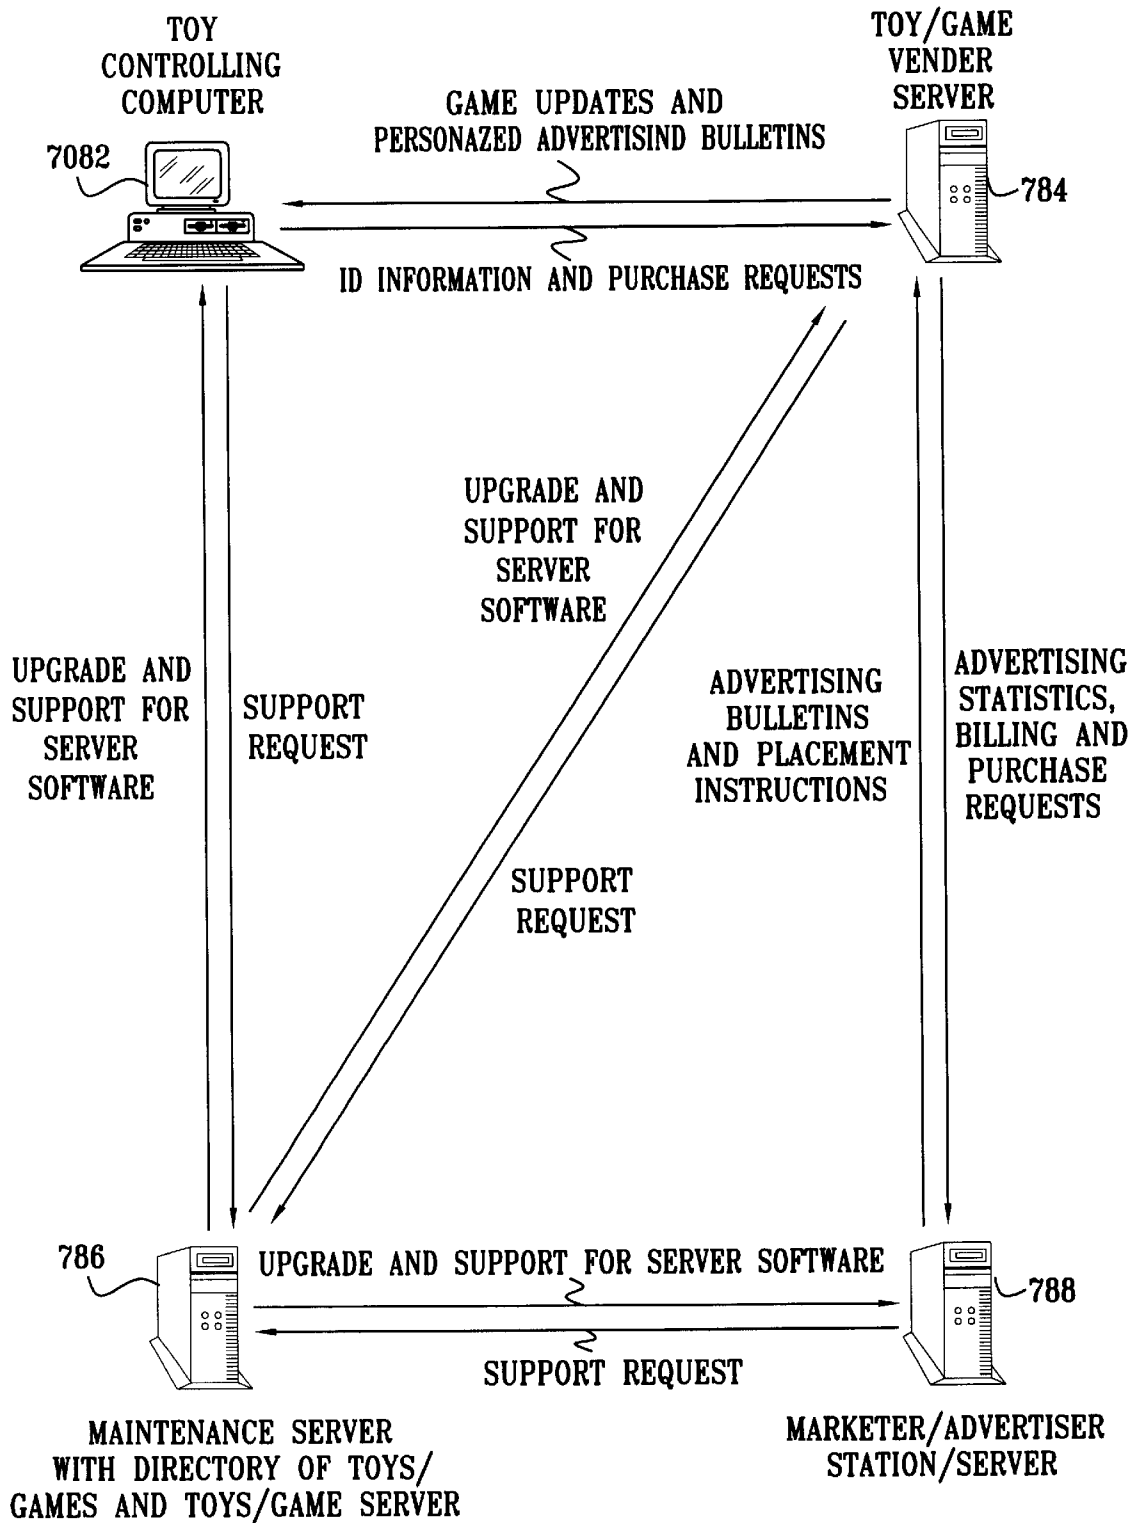 TOY
CONTROLLING
COMPUTER
TOY/GAME
VENDER
SERVER
GAME UPDATES AND
PERSONAZED ADVERTISIND BULLETINS
7082
784
ID INFORMATION AND PURCHASE REQUESTS
UPGRADE AND
SUPPORT FOR
SERVER
SOFTWARE
UPGRADE AND
SUPPORT FOR
SERVER
SOFTWARE
SUPPORT
REQUEST
ADVERTISING
BULLETINS
AND PLACEMENT
INSTRUCTIONS
ADVERTISING
STATISTICS,
BILLING AND
PURCHASE
REQUESTS
SUPPORT
REQUEST
786
UPGRADE AND SUPPORT FOR SERVER SOFTWARE
788
SUPPORT REQUEST
MAINTENANCE SERVER
WITH DIRECTORY OF TOYS/
GAMES AND TOYS/GAME SERVER
MARKETER/ADVERTISER
STATION/SERVER